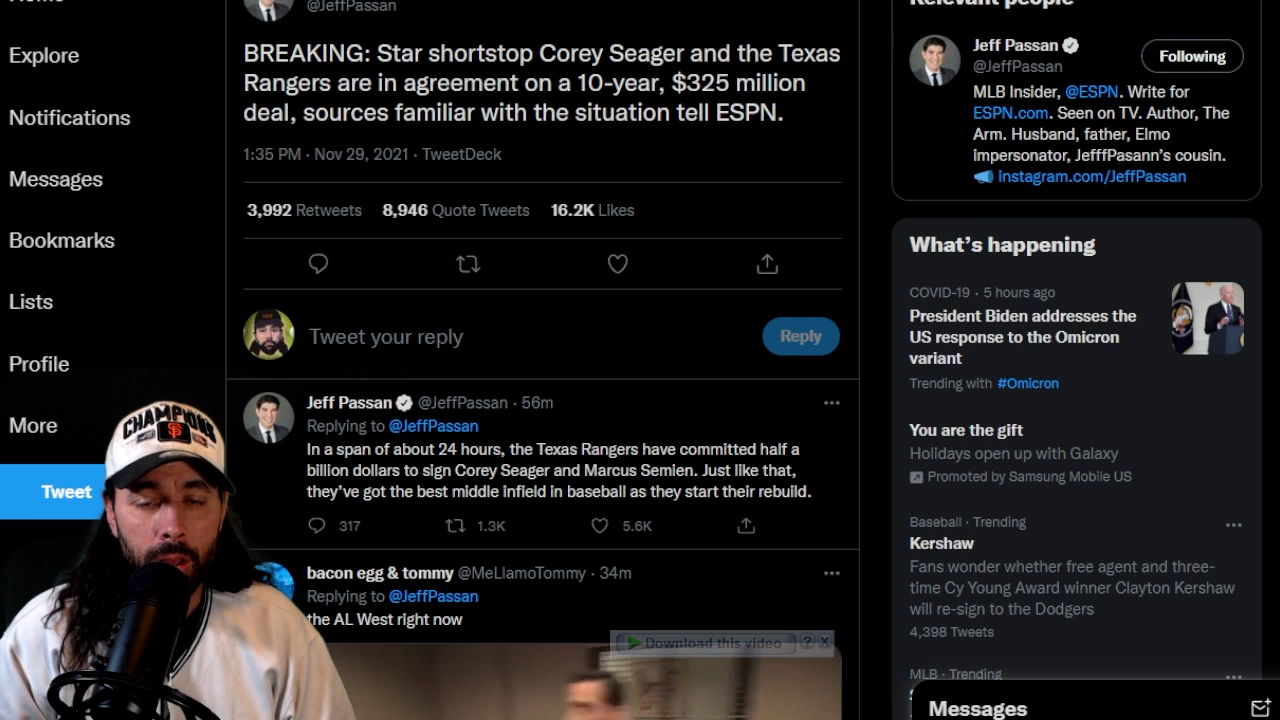 Explore
Notifications
Messages
Bookmarks
Lists
Profile
More
Tweet
CHAMPIONS
@JeffPassan
BREAKING: Star shortstop Corey Seager and the Texas
Rangers are in agreement on a 10-year, $325 million
deal, sources familiar with the situation tell ESPN.
1:35 PM · Nov 29, 2021 · TweetDeck
3,992 Retweets 8,946 Quote Tweets 16.2K Likes
Tweet your reply
Reply
Jeff Passan @JeffPassan · 56m
Replying to @JeffPassan
In a span of about 24 hours, the Texas Rangers have committed half a
billion dollars to sign Corey Seager and Marcus Semien. Just like that,
they've got the best middle infield in baseball as they start their rebuild.
317 1.3K 5.6K
bacon egg & tommy @MeLlamoTommy · 34m
Replying to @JeffPassan
the AL West right now
Download this video ? X
Relevant people
Jeff Passan
Following
@JeffPassan
MLB Insider, @ESPN. Write for
ESPN.com. Seen on TV. Author, The
Arm. Husband, father, Elmo
impersonator, JefffPasann's cousin.
instagram.com/JeffPassan
What's happening
COVID-19 · 5 hours ago
President Biden addresses the
US response to the Omicron
variant
Trending with #Omicron
You are the gift
Holidays open up with Galaxy
Promoted by Samsung Mobile US
Baseball · Trending
Kershaw
Fans wonder whether free agent and three-
time Cy Young Award winner Clayton Kershaw
will re-sign to the Dodgers
4,398 Tweets
MLB · Trending
Messages